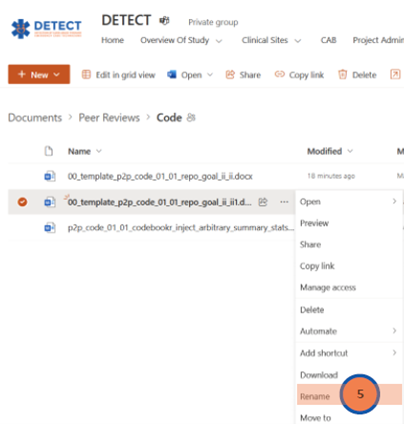 DETECT
DETECT Private group
Home Overview Of Study Clinical Sites CAB Project Admin
+ New Edit in grid view Open Share Copy link Delete
Documents > Peer Reviews > Code
Name Modified M
00_template_p2p_code_01_01_repo_goal_ii_ii.docx 18 minutes ago
00_template_p2p_code_01_01_repo_goal_ii_ii1.d... ...
p2p_code_01_01_codebookr_inject_arbitrary_summary_stats...
Open
Preview
Share
Copy link
Manage access
Delete
Automate
Add shortcut
Download
Rename 5
Move to